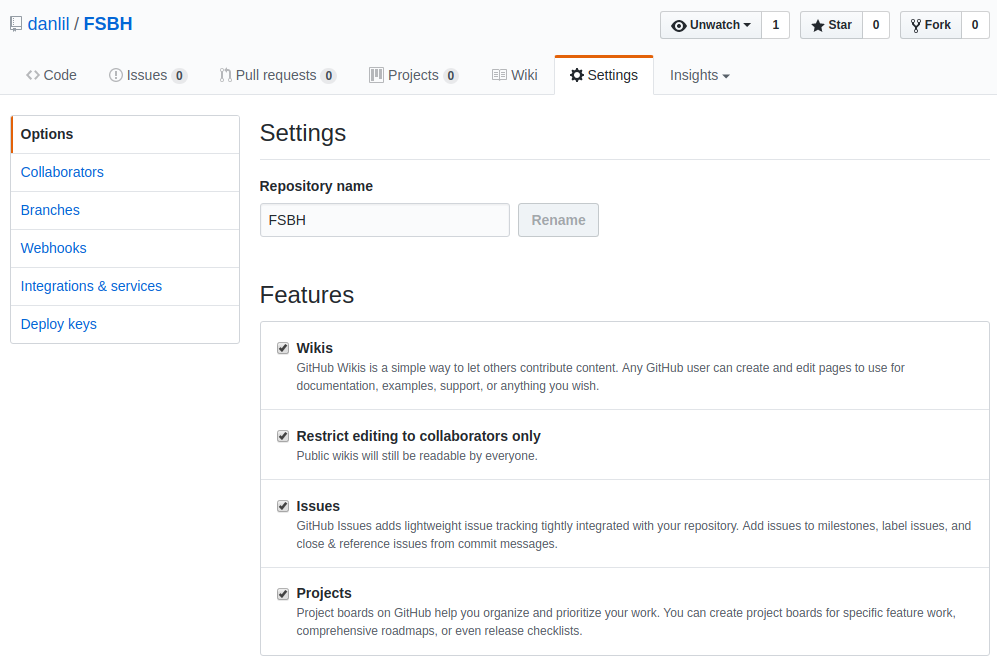 danlil / FSBH
Unwatch 1 Star 0 Fork 0
Code Issues 0 Pull requests 0 Projects 0 Wiki Settings Insights
Options
Collaborators
Branches
Webhooks
Integrations & services
Deploy keys
Settings
Repository name
FSBH Rename
Features
Wikis
GitHub Wikis is a simple way to let others contribute content. Any GitHub user can create and edit pages to use for
documentation, examples, support, or anything you wish.
Restrict editing to collaborators only
Public wikis will still be readable by everyone.
Issues
GitHub Issues adds lightweight issue tracking tightly integrated with your repository. Add issues to milestones, label issues, and
close & reference issues from commit messages.
Projects
Project boards on GitHub help you organize and prioritize your work. You can create project boards for specific feature work,
comprehensive roadmaps, or even release checklists.